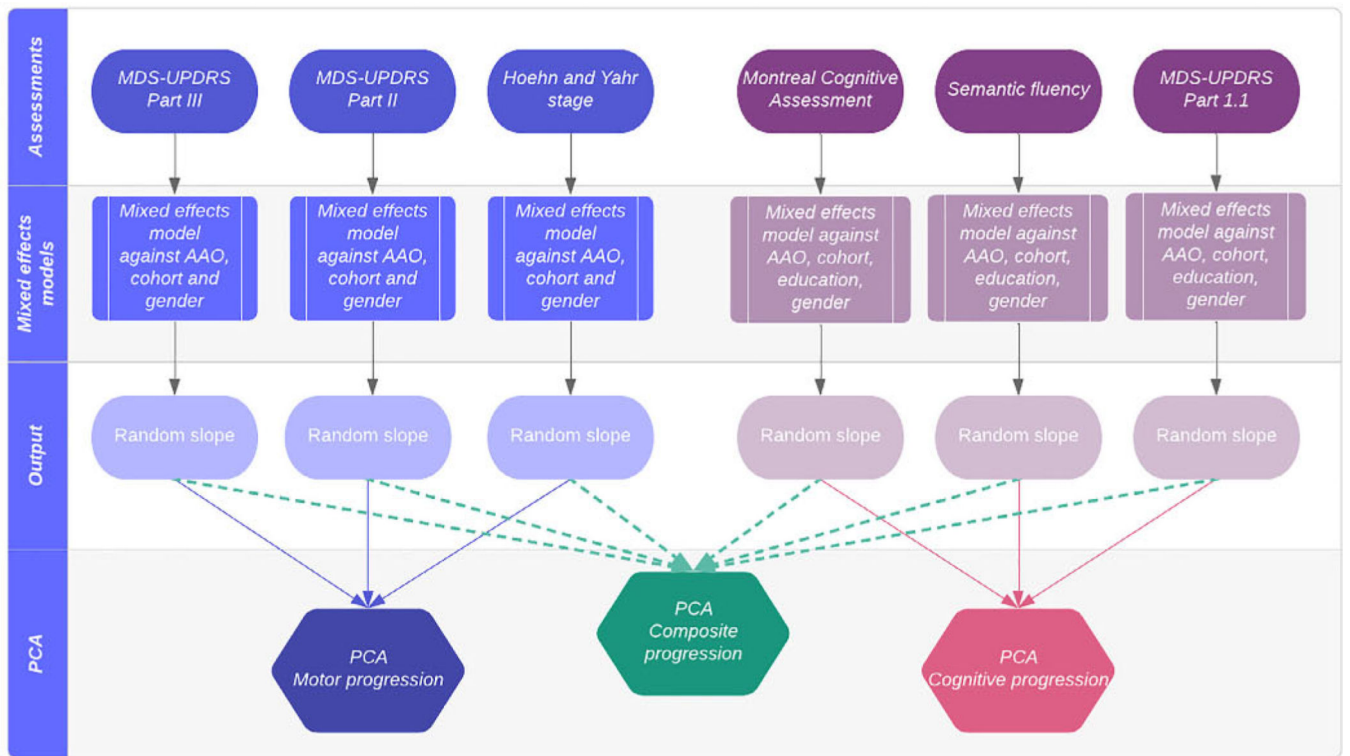 Assessments
MDS-UPDRS
Part III
MDS-UPDRS
Part II
Hoehn and Yahr
stage
Montreal Cognitive
Assessment
Semantic fluency
MDS-UPDRS
Part 1.1
Mixed effects
models
Mixed effects
model
against AAO,
cohort and
gender
Mixed effects
model
against AAO,
cohort and
gender
Mixed effects
model
against AAO,
cohort and
gender
Mixed effects
model against
AAO, cohort,
education,
gender
Mixed effects
model against
AAO, cohort,
education,
gender
Mixed effects
model against
AAO, cohort,
education,
gender
Output
Random slope
Random slope
Random slope
Random slope
Random slope
Random slope
PCA
PCA
Motor progression
PCA
Composite
progression
PCA
Cognitive progression